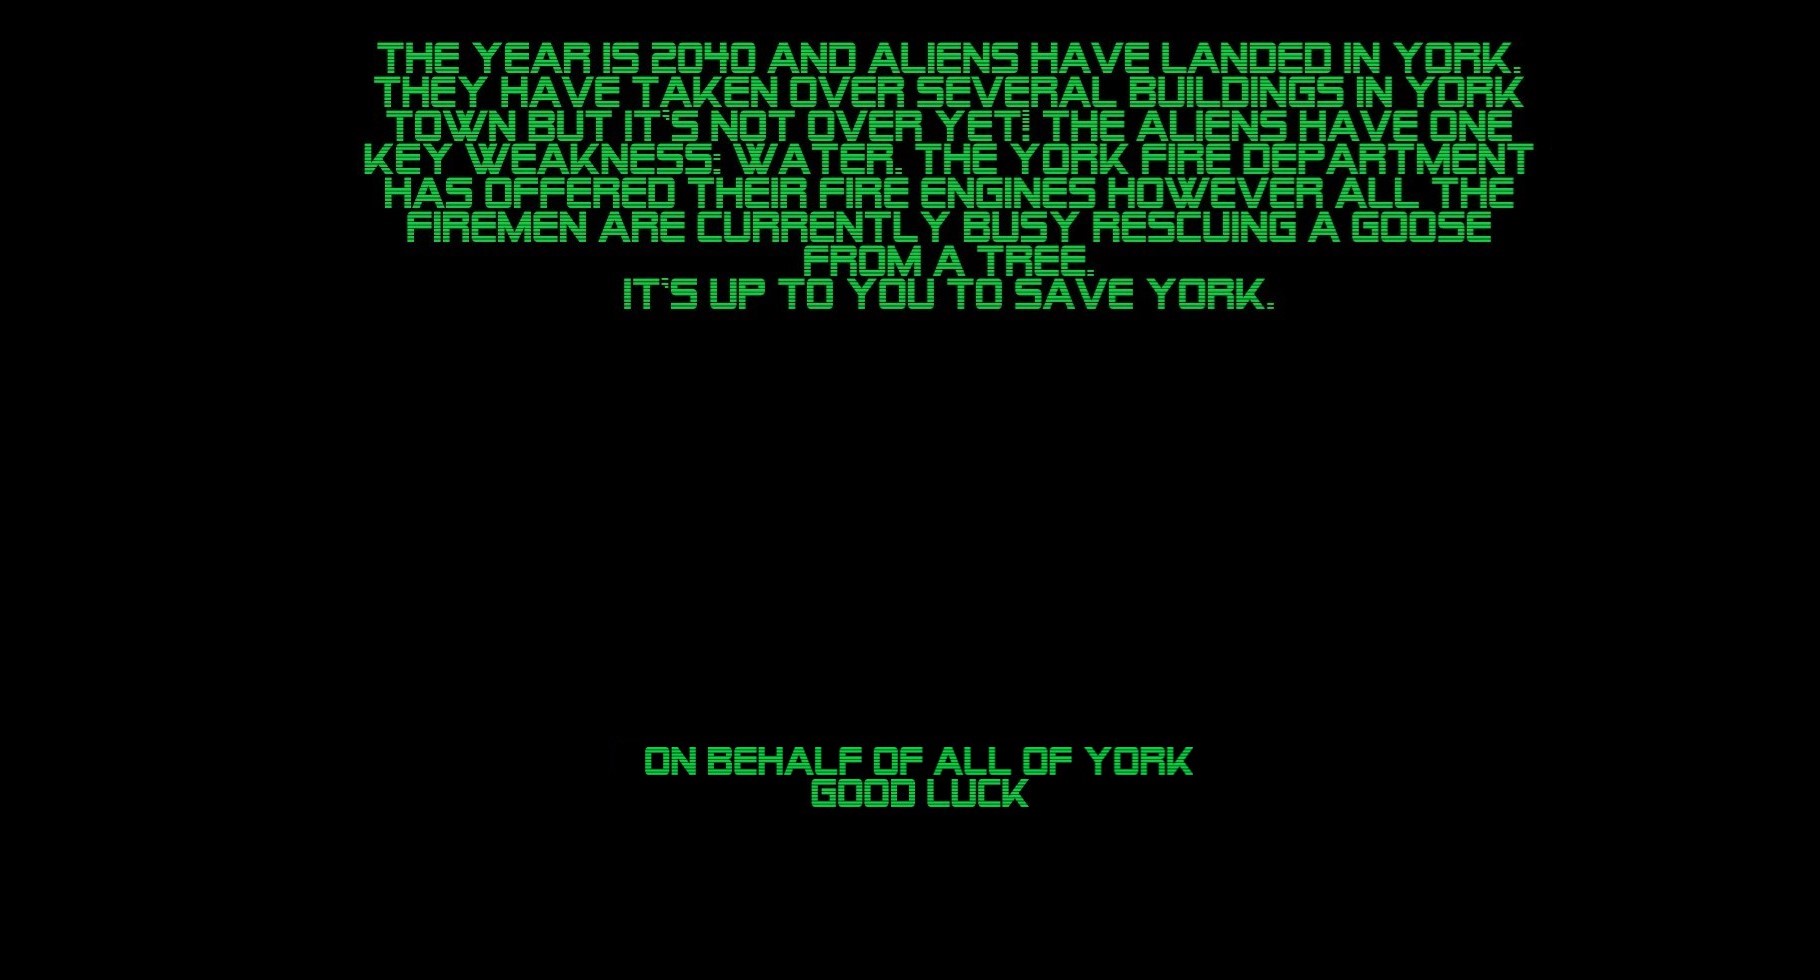 THE YEAR IS 2040 AND ALIENS HAVE LANDED IN YORK.
THEY HAVE TAKEN OVER SEVERAL BUILDINGS IN YORK
TOWN BUT IT'S NOT OVER YET! THE ALIENS HAVE ONE
KEY WEAKNESS: WATER. THE YORK FIRE DEPARTMENT
HAS OFFERED THEIR FIRE ENGINES HOWEVER ALL THE
FIREMEN ARE CURRENTLY BUSY RESCUING A GOOSE
FROM A TREE.
IT'S UP TO YOU TO SAVE YORK.
ON BEHALF OF ALL OF YORK
GOOD LUCK